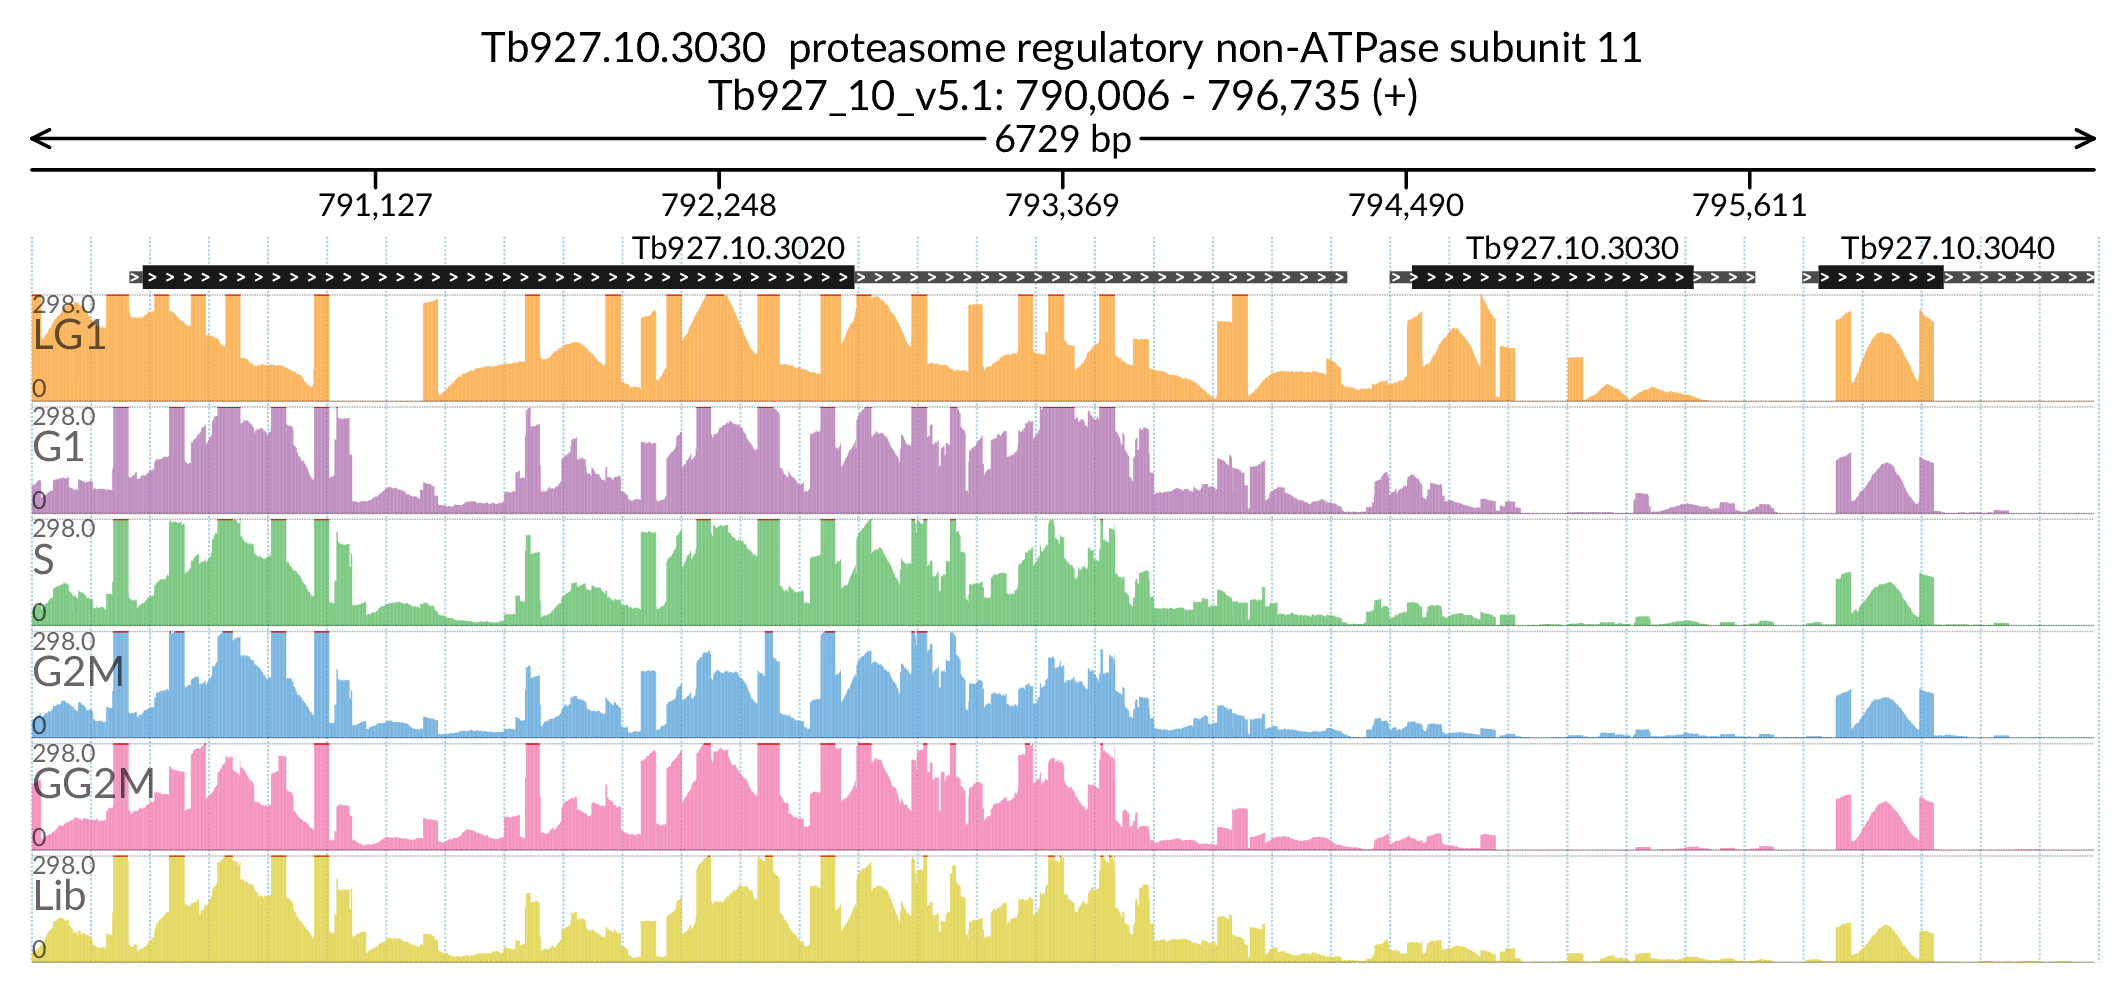 Tb927.10.3030  proteasome regulatory non-ATPase subunit 11
Tb927_10_v5.1: 790,006 - 796,735 (+)
6729 bp
791,127 792,248 793,369 794,490 795,611
Tb927.10.3020 Tb927.10.3030 Tb927.10.3040
298.0
LG1
0
298.0
G1
0
298.0
S
0
298.0
G2M
0
298.0
GG2M
0
298.0
Lib
0